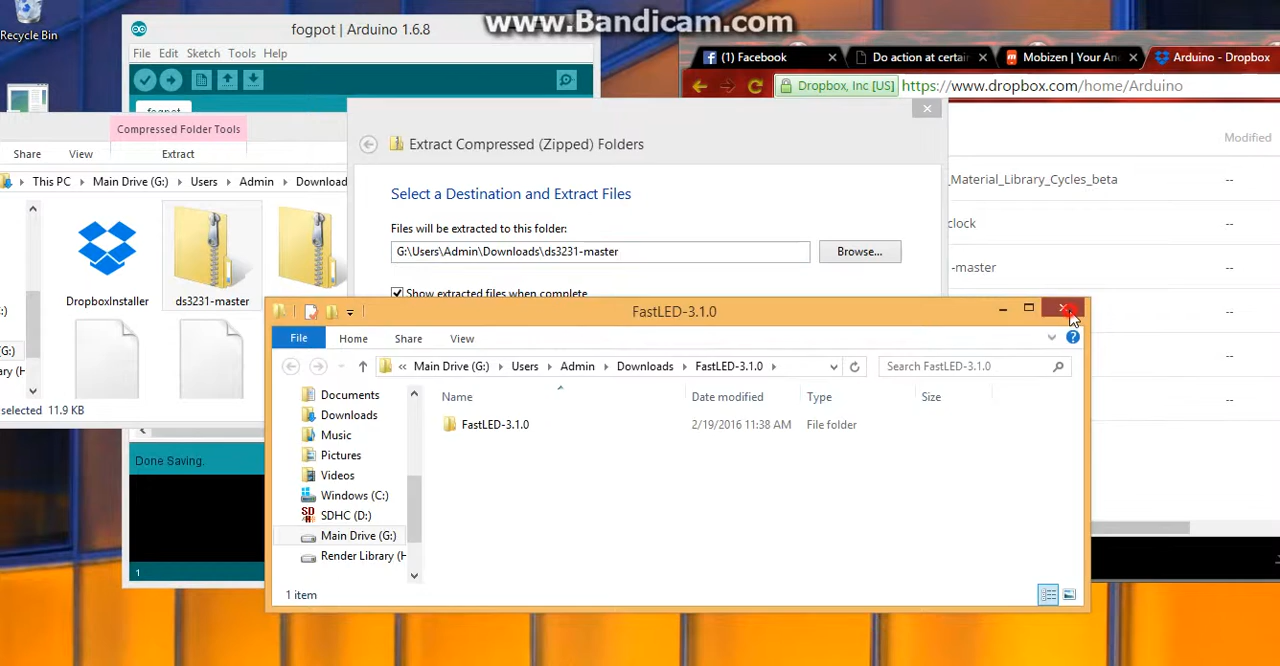 www.Bandicam.com
Recycle Bin
fogpot | Arduino 1.6.8
File Edit Sketch Tools Help
(1) Facebook
Do action at certai
Mobizen | Your An
Arduino - Dropbox
Dropbox, Inc [US]
https://www.dropbox.com/home/Arduino
fogpot
Compressed Folder Tools
Share View Extract
This PC Main Drive (G:) Users Admin Download
DropboxInstaller
ds3231-master
(G:)
selected 11.9 KB
Extract Compressed (Zipped) Folders
Select a Destination and Extract Files
Files will be extracted to this folder:
G:\Users\Admin\Downloads\ds3231-master
Browse...
Show extracted files when complete
Modified
_Material_Library_Cycles_beta --
clock --
-master --
--
--
--
Done Saving.
1
FastLED-3.1.0
File Home Share View
« Main Drive (G:) Users Admin Downloads FastLED-3.1.0
Search FastLED-3.1.0
Documents
Downloads
Music
Pictures
Videos
Windows (C:)
SDHC (D:)
Main Drive (G:)
Render Library (H
Name Date modified Type Size
FastLED-3.1.0 2/19/2016 11:38 AM File folder
1 item